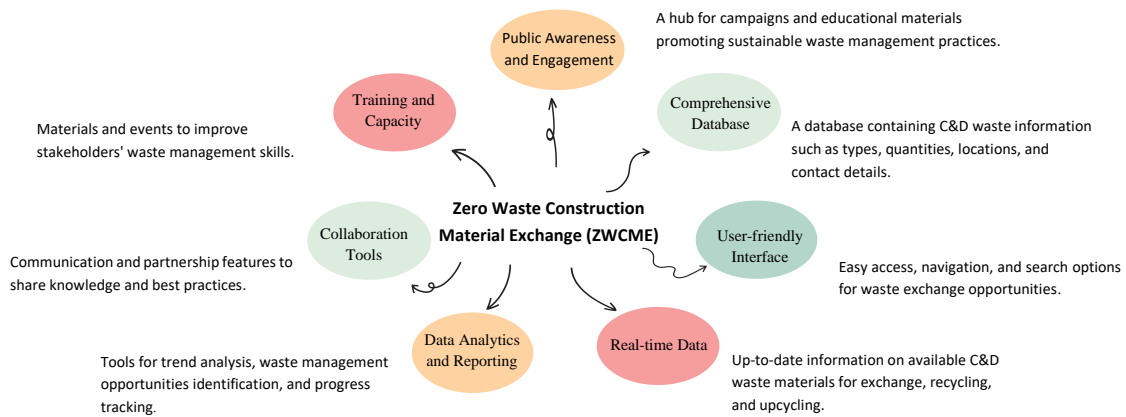 Public Awareness
and Engagement
A hub for campaigns and educational materials
promoting sustainable waste management practices.
Training and
Capacity
Materials and events to improve
stakeholders' waste management skills.
Comprehensive
Database
A database containing C&D waste information
such as types, quantities, locations, and
contact details.
Zero Waste Construction
Material Exchange (ZWCME)
Collaboration
Tools
Communication and partnership features to
share knowledge and best practices.
User-friendly
Interface
Easy access, navigation, and search options
for waste exchange opportunities.
Data Analytics
and Reporting
Tools for trend analysis, waste management
opportunities identification, and progress
tracking.
Real-time Data
Up-to-date information on available C&D
waste materials for exchange, recycling,
and upcycling.